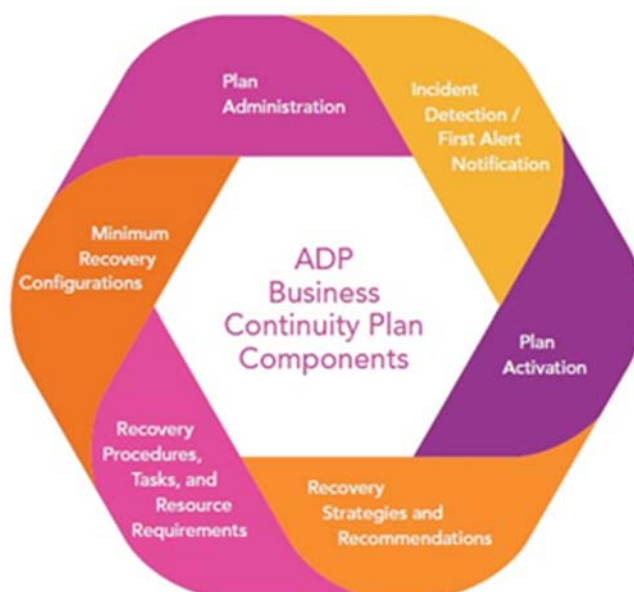 Plan
Administration
Incident
Detection /
First Alert
Notification
Plan
Activation
Recovery
Strategies and
Recommendations
Recovery
Procedures,
Tasks, and
Resource
Requirements
Minimum
Recovery
Configurations
ADP
Business
Continuity Plan
Components